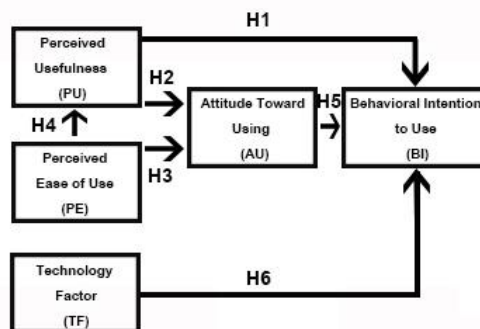 H1
Perceived
Usefulness
(PU)
H2
H4
Attitude Toward
Using
(AU)
H5
Behavioral Intention
to Use
(BI)
Perceived
Ease of Use
(PE)
H3
Technology
Factor
(TF)
H6